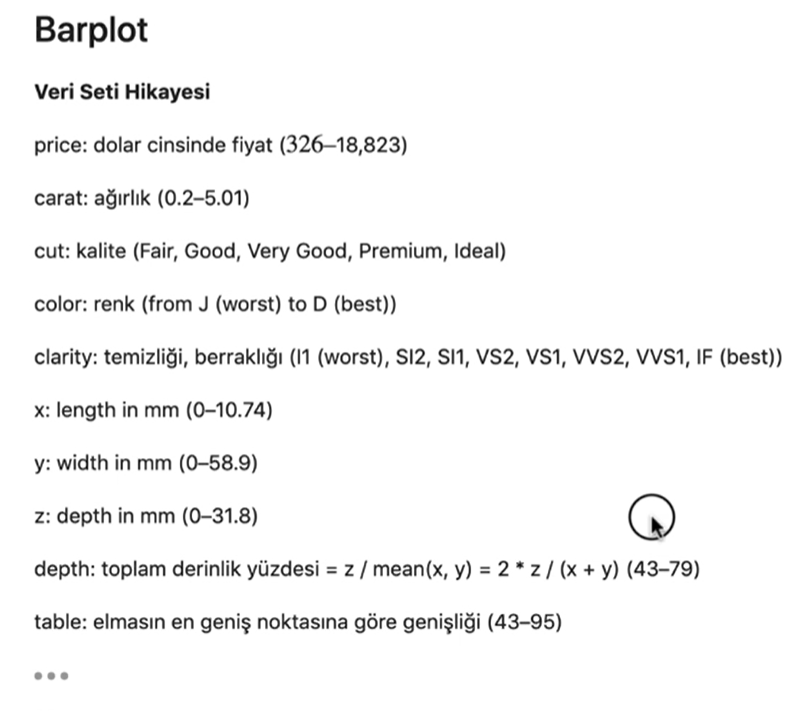 Barplot
Veri Seti Hikayesi
price: dolar cinsinde fiyat (326–18,823)
carat: ağırlık (0.2–5.01)
cut: kalite (Fair, Good, Very Good, Premium, Ideal)
color: renk (from J (worst) to D (best))
clarity: temizliği, berraklığı (I1 (worst), SI2, SI1, VS2, VS1, VVS2, VVS1, IF (best))
x: length in mm (0–10.74)
y: width in mm (0–58.9)
z: depth in mm (0–31.8)
depth: toplam derinlik yüzdesi = z / mean(x, y) = 2 * z / (x + y) (43–79)
table: elmasın en geniş noktasına göre genişliği (43–95)